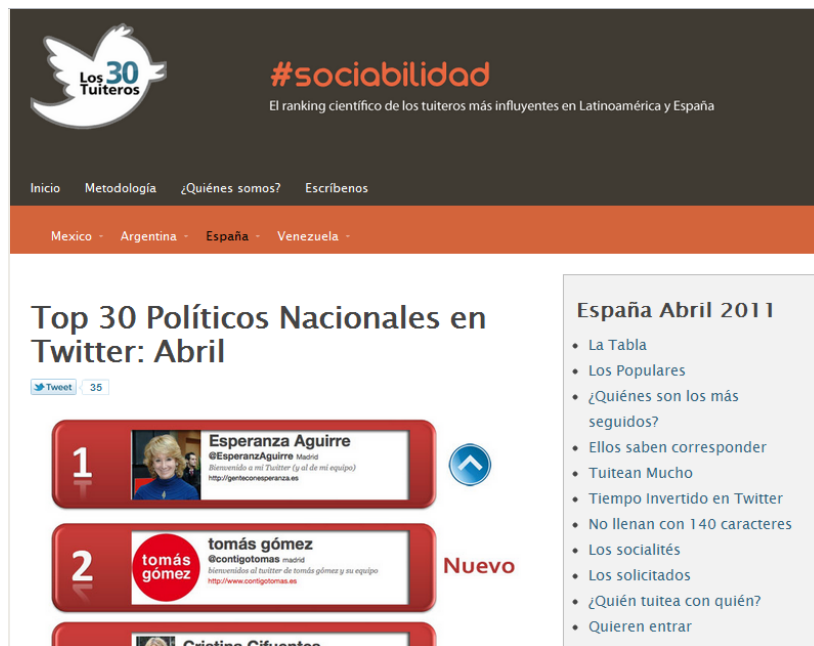 Los 30
Tuiteros
#sociabilidad
El ranking científico de los tuiteros más influyentes en Latinoamérica y España
Inicio Metodología ¿Quiénes somos? Escríbenos
Mexico - Argentina - España - Venezuela -
Top 30 Políticos Nacionales en
Twitter: Abril
Tweet 35
1
Esperanza Aguirre
@EsperanzAguirre Madrid
Bienvenido a mi Twitter (y al de mi equipo)
http://genteconesperanza.es
2
tomás
gómez
tomás gómez
@contigotomas madrid
bienvenidos al twitter de tomás gómez y su equipo
http://www.contigotomas.es
Nuevo
Cristina Cifuentes
España Abril 2011
• La Tabla
• Los Populares
• ¿Quiénes son los más
seguidos?
• Ellos saben corresponder
• Tuitean Mucho
• Tiempo Invertido en Twitter
• No llenan con 140 caracteres
• Los socialités
• Los solicitados
• ¿Quién tuitea con quién?
• Quieren entrar